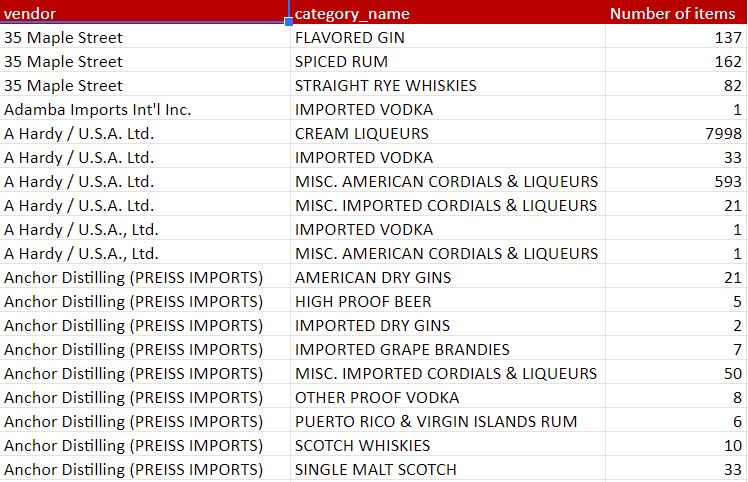 vendor category_name Number of items
35 Maple Street FLAVORED GIN 137
35 Maple Street SPICED RUM 162
35 Maple Street STRAIGHT RYE WHISKIES 82
Adamba Imports Int'l Inc. IMPORTED VODKA 1
A Hardy / U.S.A. Ltd. CREAM LIQUEURS 7998
A Hardy / U.S.A. Ltd. IMPORTED VODKA 33
A Hardy / U.S.A. Ltd. MISC. AMERICAN CORDIALS & LIQUEURS 593
A Hardy / U.S.A. Ltd. MISC. IMPORTED CORDIALS & LIQUEURS 21
A Hardy / U.S.A., Ltd. IMPORTED VODKA 1
A Hardy / U.S.A., Ltd. MISC. AMERICAN CORDIALS & LIQUEURS 1
Anchor Distilling (PREISS IMPORTS) AMERICAN DRY GINS 21
Anchor Distilling (PREISS IMPORTS) HIGH PROOF BEER 5
Anchor Distilling (PREISS IMPORTS) IMPORTED DRY GINS 2
Anchor Distilling (PREISS IMPORTS) IMPORTED GRAPE BRANDIES 7
Anchor Distilling (PREISS IMPORTS) MISC. IMPORTED CORDIALS & LIQUEURS 50
Anchor Distilling (PREISS IMPORTS) OTHER PROOF VODKA 8
Anchor Distilling (PREISS IMPORTS) PUERTO RICO & VIRGIN ISLANDS RUM 6
Anchor Distilling (PREISS IMPORTS) SCOTCH WHISKIES 10
Anchor Distilling (PREISS IMPORTS) SINGLE MALT SCOTCH 33